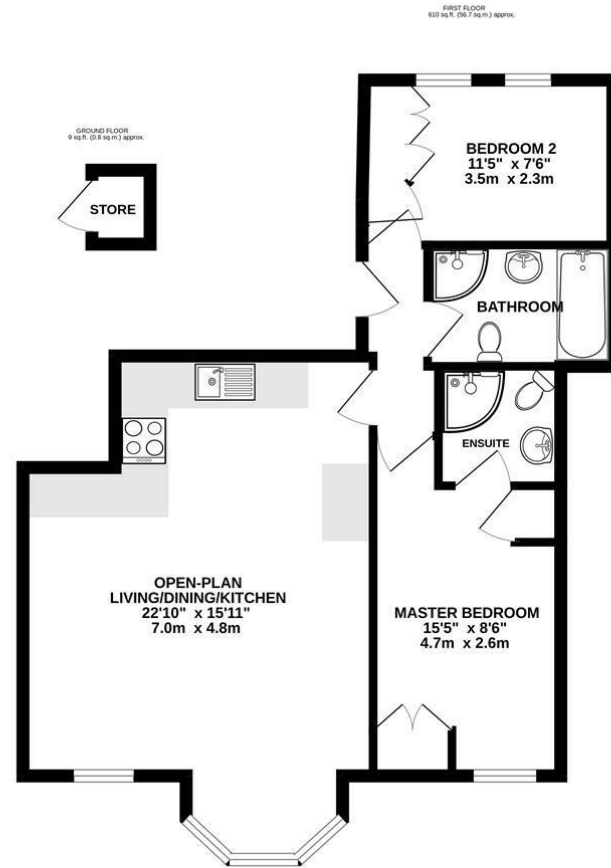 FIRST FLOOR
610 sq.ft. (56.7 sq.m.) approx.
GROUND FLOOR
9 sq.ft. (0.8 sq.m.) approx.
STORE
BEDROOM 2
11'5" x 7'6"
3.5m x 2.3m
BATHROOM
ENSUITE
OPEN-PLAN
LIVING/DINING/KITCHEN
22'10" x 15'11"
7.0m x 4.8m
MASTER BEDROOM
15'5" x 8'6"
4.7m x 2.6m